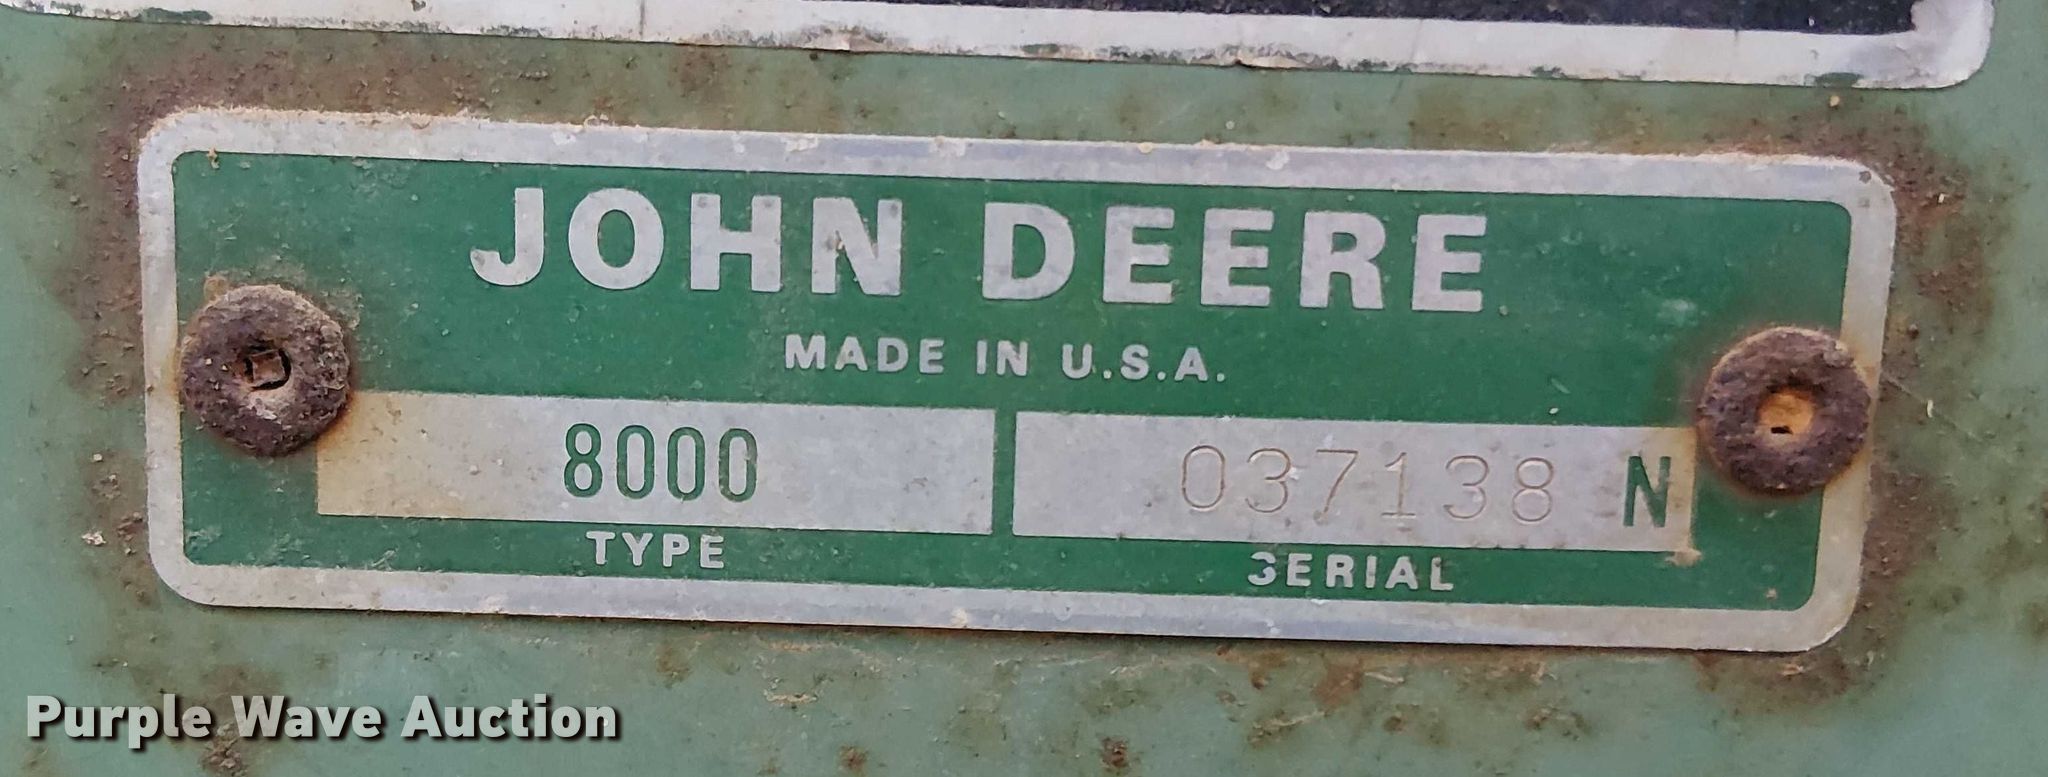 JOHN DEERE
MADE IN U.S.A.
8000 037138 N
TYPE SERIAL
Purple Wave Auction